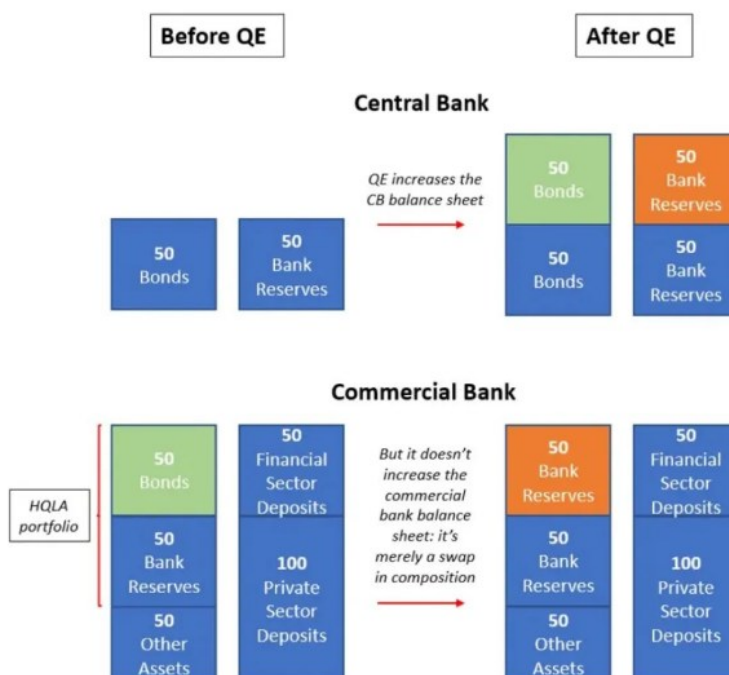 Before QE
After QE
Central Bank
50
Bonds
50
Bank
Reserves
QE increases the
CB balance sheet
50
Bonds
50
Bank
Reserves
50
Bonds
50
Bank
Reserves
Commercial Bank
HQLA
portfolio
50
Bonds
50
Financial
Sector
Deposits
50
Bank
Reserves
100
Private
Sector
Deposits
50
Other
Assets
But it doesn't
increase the
commercial
bank balance
sheet: it's
merely a swap
in composition
50
Bank
Reserves
50
Financial
Sector
Deposits
50
Bank
Reserves
100
Private
Sector
Deposits
50
Other
Assets